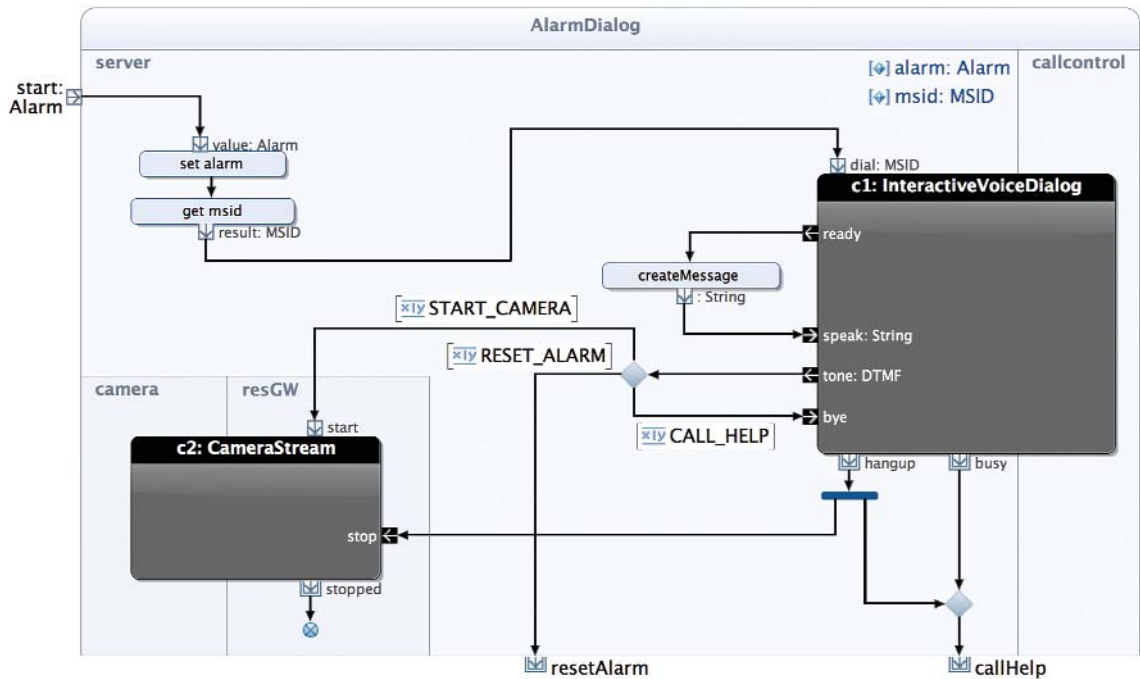 AlarmDialog
server
callcontrol
alarm: Alarm
msid: MSID
start:
Alarm
value: Alarm
set alarm
get msid
result: MSID
dial: MSID
c1: InteractiveVoiceDialog
ready
createMessage
: String
x|y START_CAMERA
speak: String
x|y RESET_ALARM
tone: DTMF
camera
resGW
bye
start
x|y CALL_HELP
c2: CameraStream
hangup
busy
stop
stopped
resetAlarm
callHelp